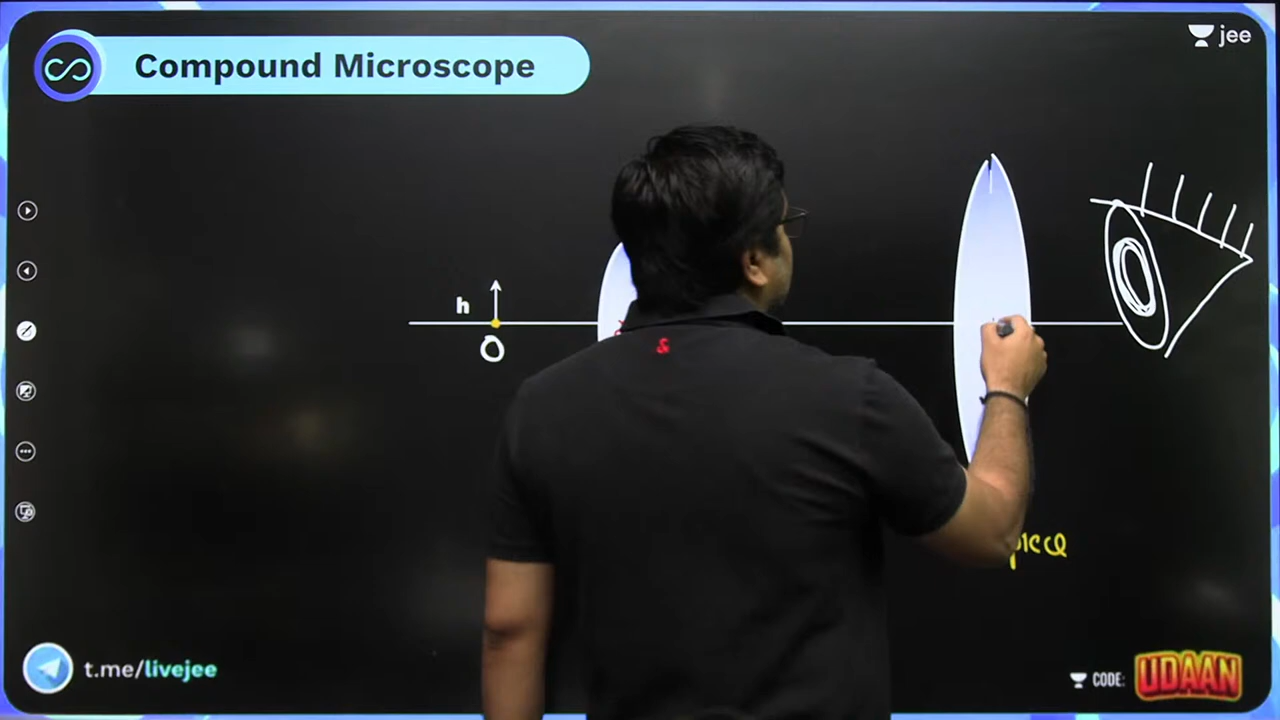 Compound Microscope
jee
h
O
t.me/livejee
CODE: UDAAN